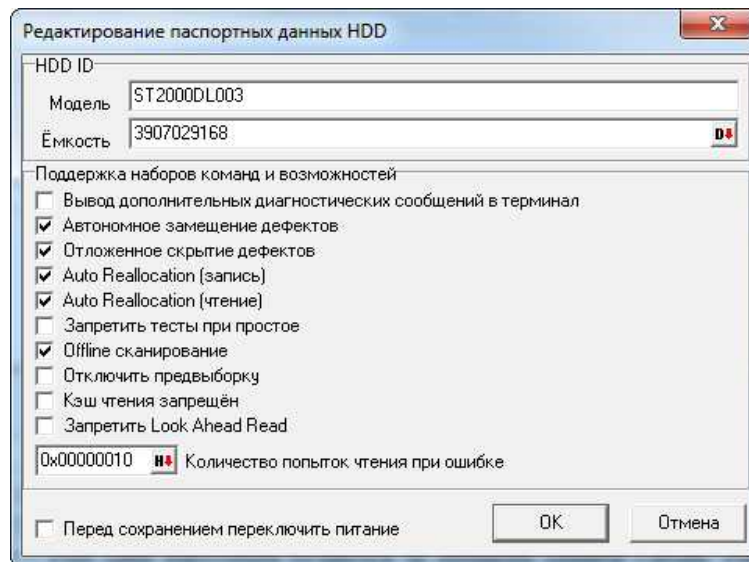 Редактирование паспортных данных HDD
HDD ID
Модель ST2000DL003
Ёмкость 3907029168 D
Поддержка наборов команд и возможностей
Вывод дополнительных диагностических сообщений в терминал
Автономное замещение дефектов
Отложенное скрытие дефектов
Auto Reallocation (запись)
Auto Reallocation (чтение)
Запретить тесты при простое
Offline сканирование
Отключить предвыборку
Кэш чтения запрещён
Запретить Look Ahead Read
0x00000010 H Количество попыток чтения при ошибке
Перед сохранением переключить питание
OK Отмена